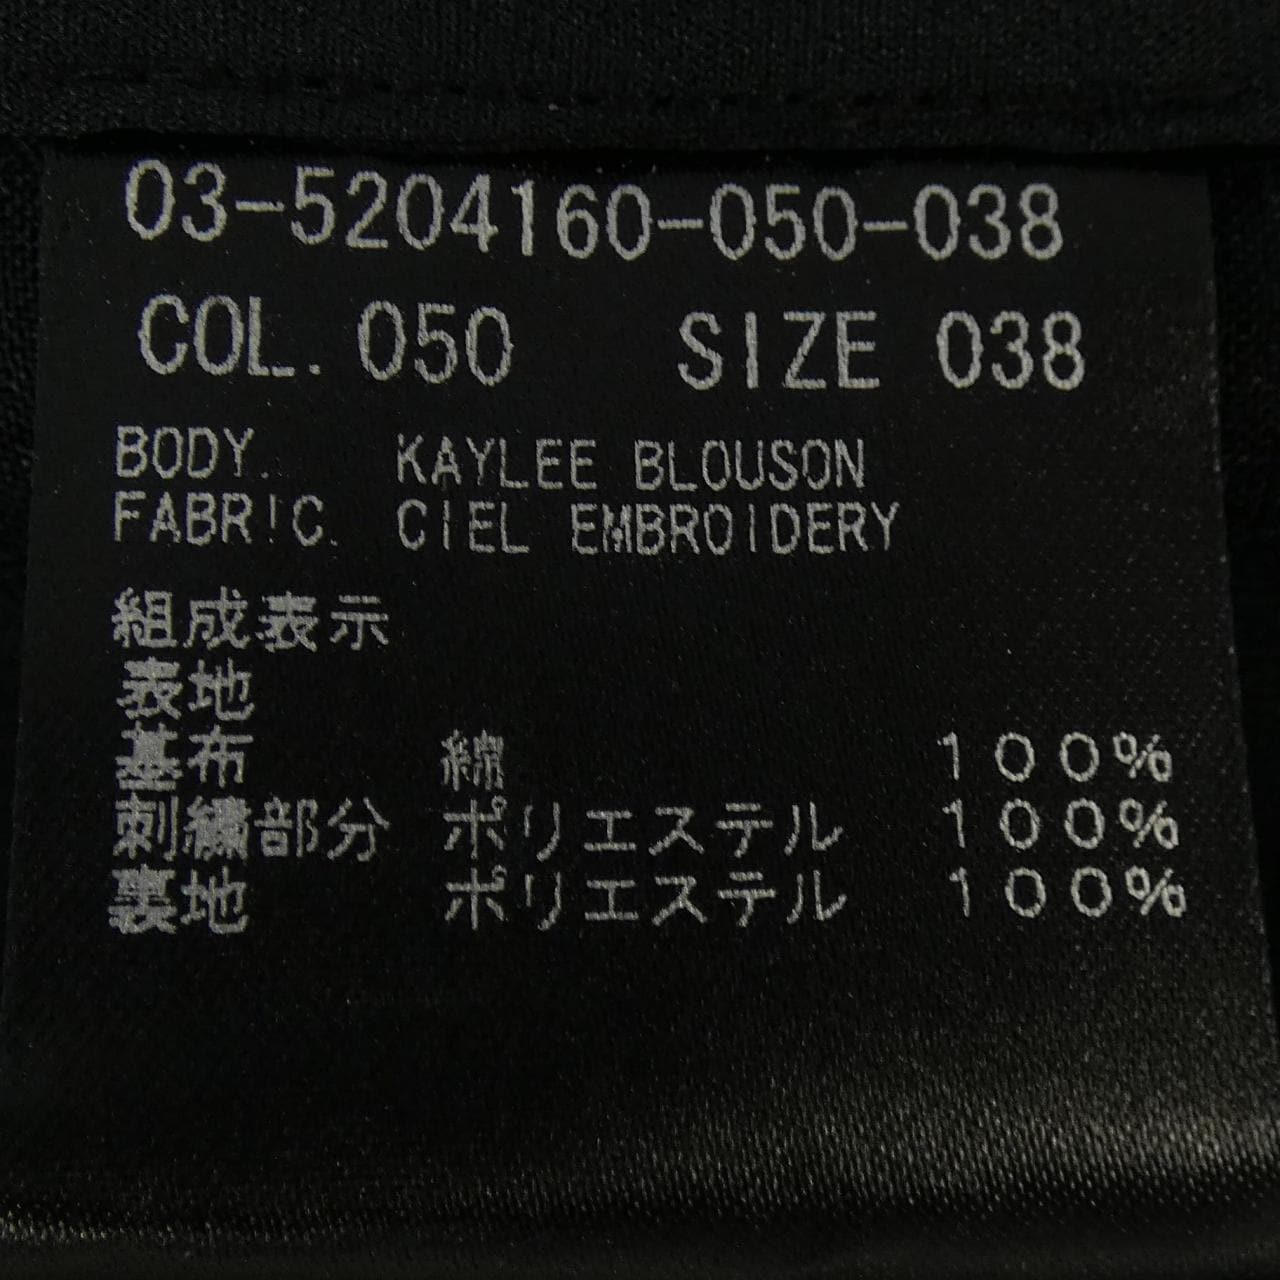 03-5204160-050-038
COL. 050 SIZE 038
BODY. KAYLEE BLOUSON
FABRIC. CIEL EMBROIDERY
組成表示
表地
基布 綿 100%
刺繍部分 ポリエステル 100%
裏地 ポリエステル 100%